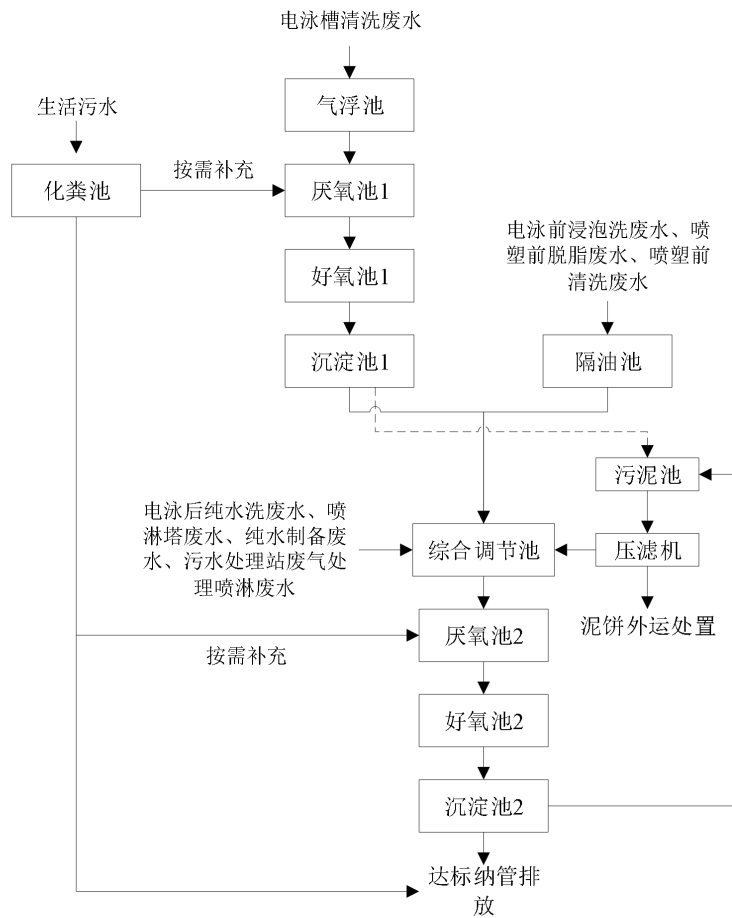 电泳槽清洗废水
气浮池
生活污水
化粪池
按需补充
厌氧池1
好氧池1
电泳前浸泡洗废水、喷
塑前脱脂废水、喷塑前
清洗废水
沉淀池1
隔油池
污泥池
电泳后纯水洗废水、喷
淋塔废水、纯水制备废
水、污水处理站废气处
理喷淋废水
综合调节池
压滤机
泥饼外运处置
厌氧池2
按需补充
好氧池2
沉淀池2
达标纳管排
放